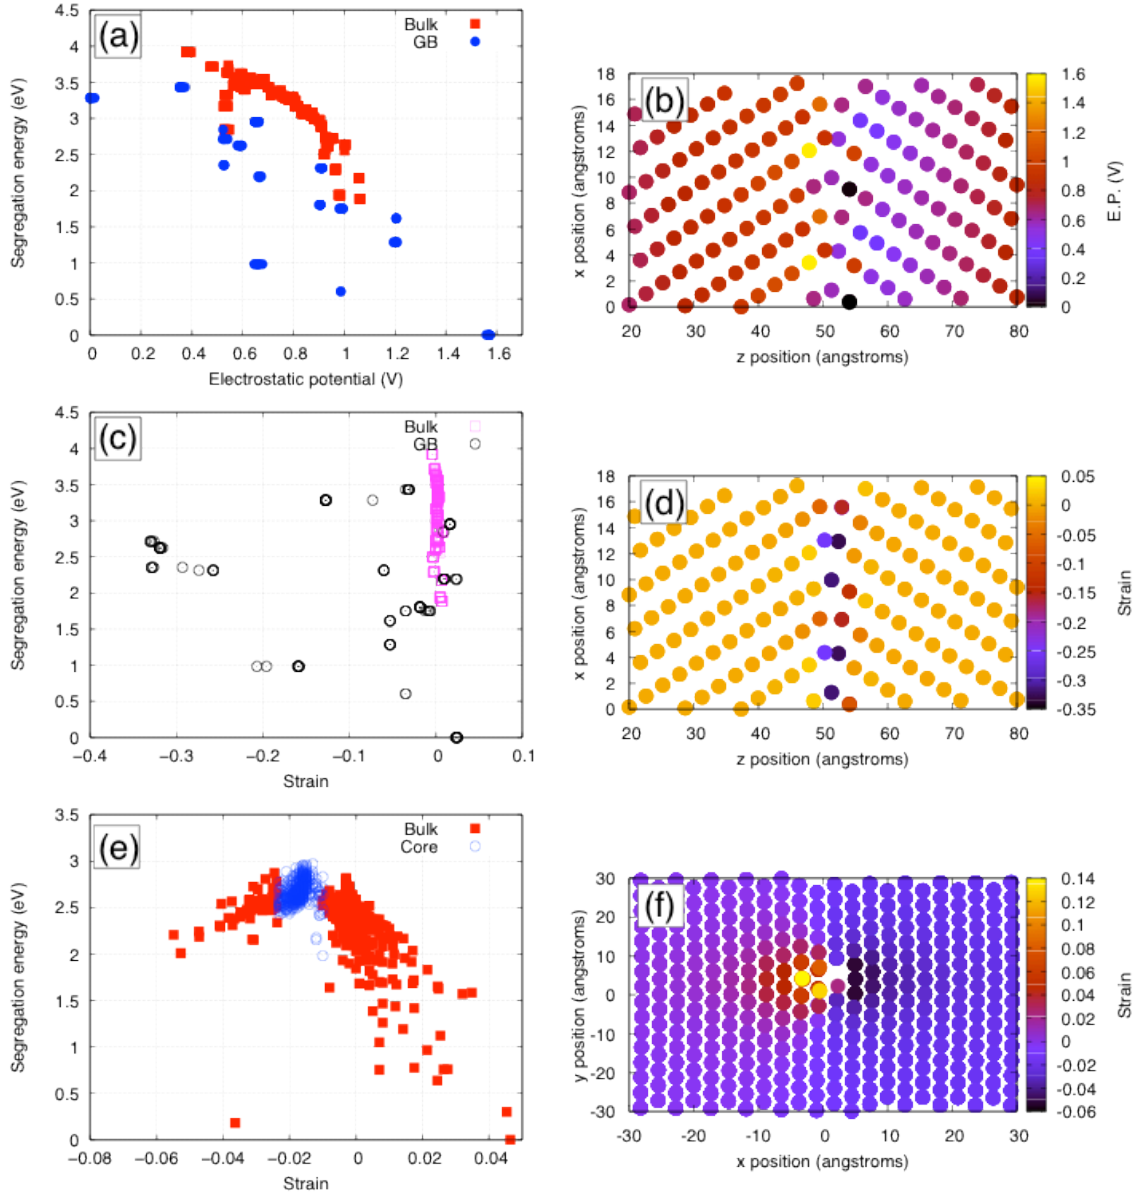 (a)
Bulk
GB
4.5
4
3.5
3
2.5
2
1.5
1
0.5
0
Segregation energy (eV)
0 0.2 0.4 0.6 0.8 1 1.2 1.4 1.6
Electrostatic potential (V)
(b)
18
16
14
12
10
8
6
4
2
0
x position (angstroms)
20 30 40 50 60 70 80
z position (angstroms)
1.6
1.4
1.2
1
0.8
0.6
0.4
0.2
0
E.P. (V)
(c)
Bulk
GB
4.5
4
3.5
3
2.5
2
1.5
1
0.5
0
Segregation energy (eV)
−0.4 −0.3 −0.2 −0.1 0 0.1
Strain
(d)
18
16
14
12
10
8
6
4
2
0
x position (angstroms)
20 30 40 50 60 70 80
z position (angstroms)
0.05
0
-0.05
-0.1
-0.15
-0.2
-0.25
-0.3
-0.35
Strain
(e)
Bulk
Core
3.5
3
2.5
2
1.5
1
0.5
0
Segregation energy (eV)
−0.08 −0.06 −0.04 −0.02 0 0.02 0.04
Strain
(f)
30
20
10
0
-10
-20
-30
y position (angstroms)
-30 -20 -10 0 10 20 30
x position (angstroms)
0.14
0.12
0.1
0.08
0.06
0.04
0.02
0
-0.02
-0.04
-0.06
Strain